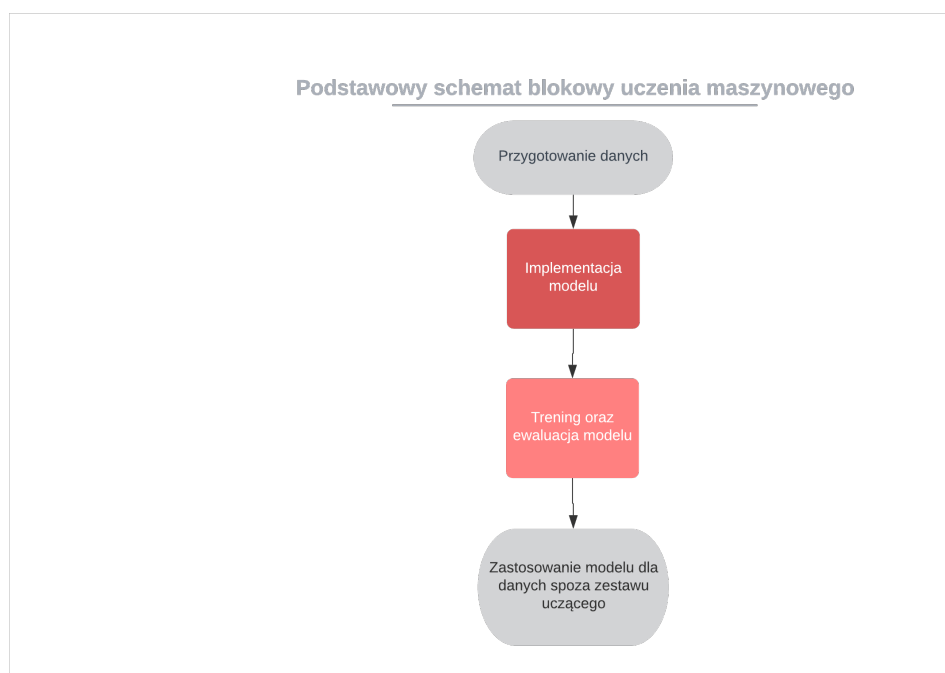 Podstawowy schemat blokowy uczenia maszynowego
Przygotowanie danych
Implementacja
modelu
Trening oraz
ewaluacja modelu
Zastosowanie modelu dla
danych spoza zestawu
uczącego